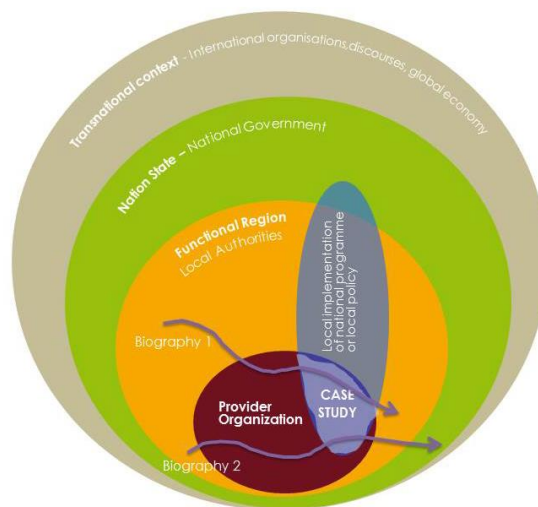 Transnational context - International organisations,discourses, global economy
Nation State – National Government
Functional Region
Local Authorities
Local implementation
of national programme
or local policy
Biography 1
CASE
STUDY
Provider
Organization
Biography 2